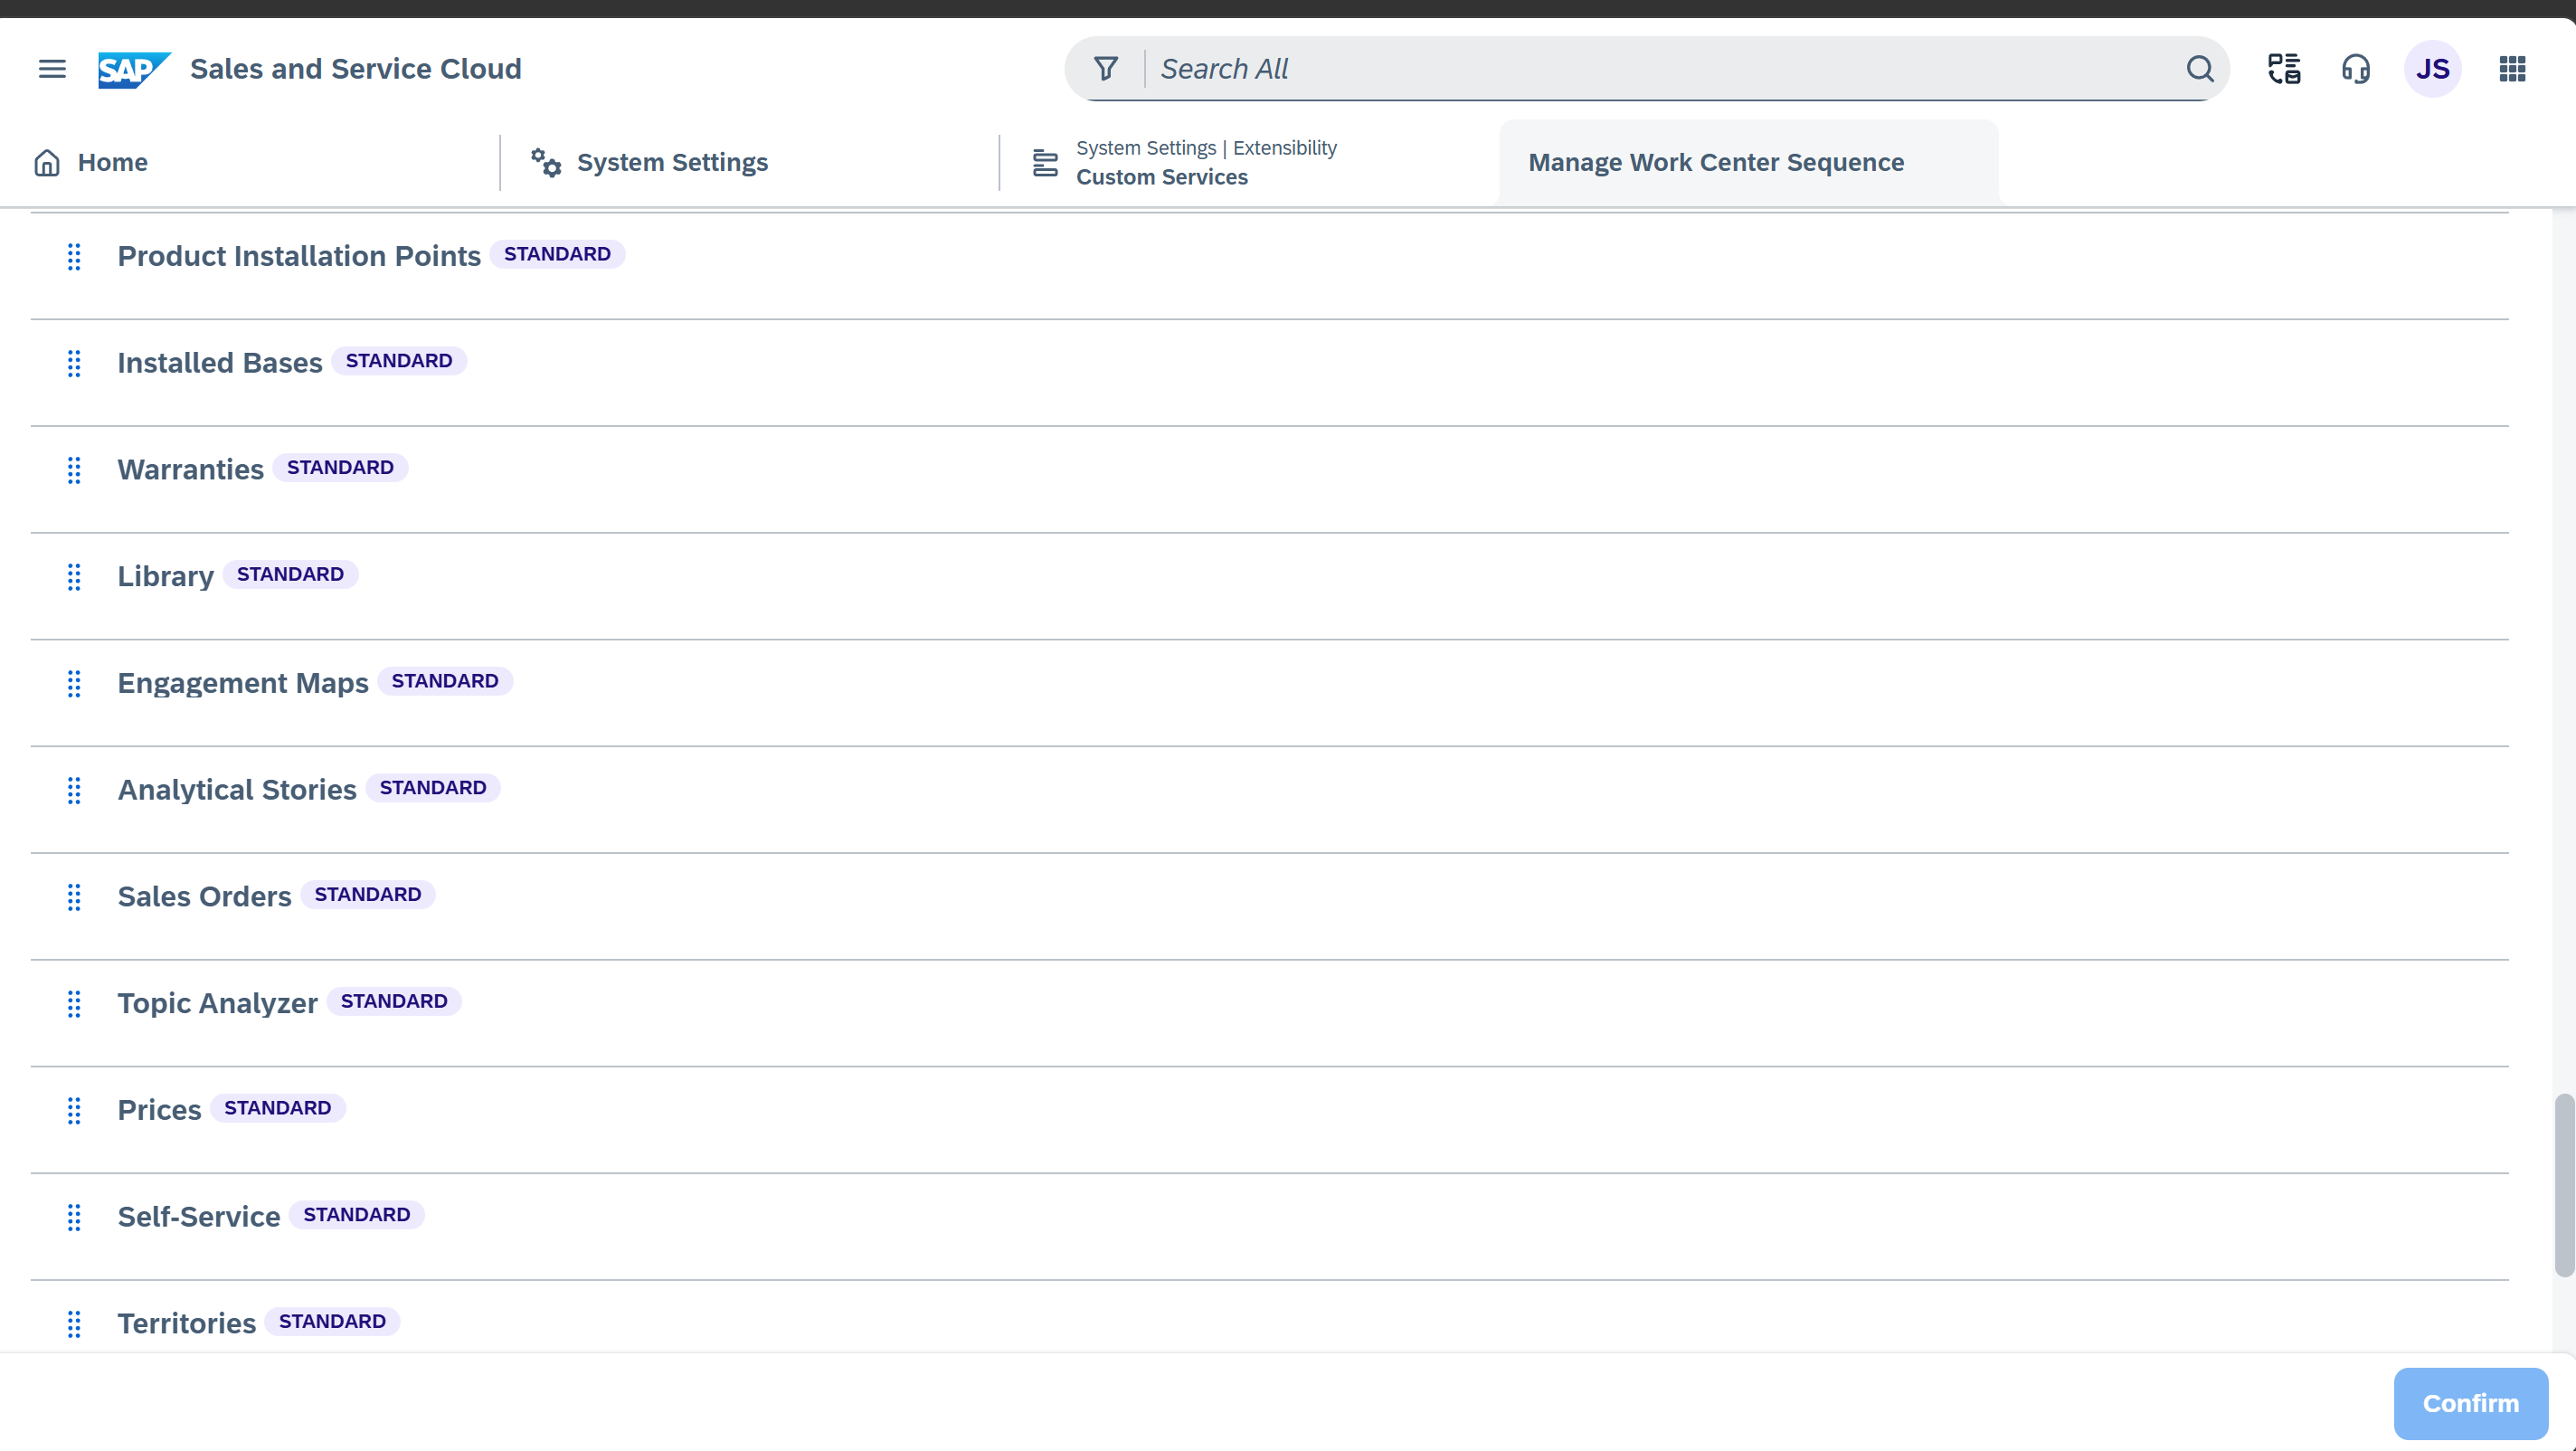 SAP Sales and Service Cloud
Search All
JS
Home
System Settings
System Settings | Extensibility
Custom Services
Manage Work Center Sequence
Product Installation Points STANDARD
Installed Bases STANDARD
Warranties STANDARD
Library STANDARD
Engagement Maps STANDARD
Analytical Stories STANDARD
Sales Orders STANDARD
Topic Analyzer STANDARD
Prices STANDARD
Self-Service STANDARD
Territories STANDARD
Confirm